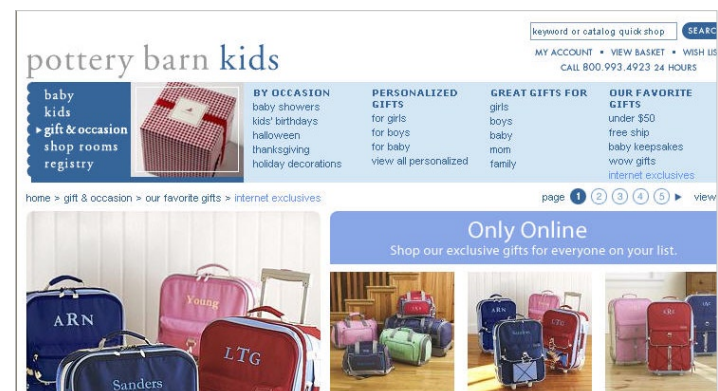 keyword or catalog quick shop
SEARC
MY ACCOUNT • VIEW BASKET • WISH LIS
CALL 800.993.4923 24 HOURS
pottery barn kids
baby
kids
gift & occasion
shop rooms
registry
BY OCCASION
baby showers
kids' birthdays
halloween
thanksgiving
holiday decorations
PERSONALIZED
GIFTS
for girls
for boys
for baby
view all personalized
GREAT GIFTS FOR
girls
boys
baby
mom
family
OUR FAVORITE
GIFTS
under $50
free ship
baby keepsakes
wow gifts
internet exclusives
home > gift & occasion > our favorite gifts > internet exclusives
page 1 2 3 4 5 ▶ view
Only Online
Shop our exclusive gifts for everyone on your list.
Young
ARN
LTG
Sanders
ARN
LTG
Sanders